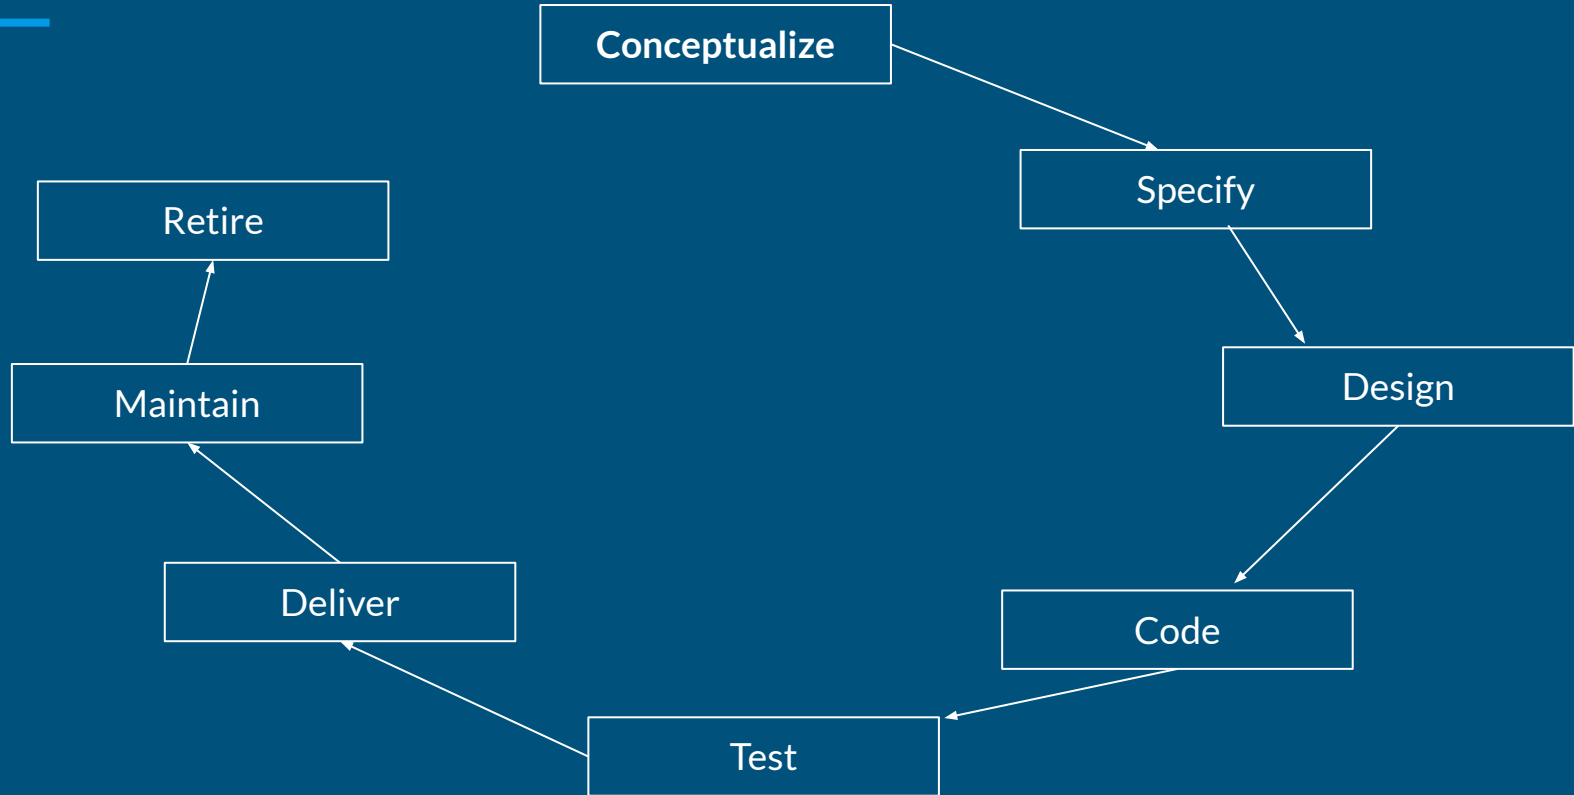 Conceptualize
Specify
Design
Code
Test
Deliver
Maintain
Retire